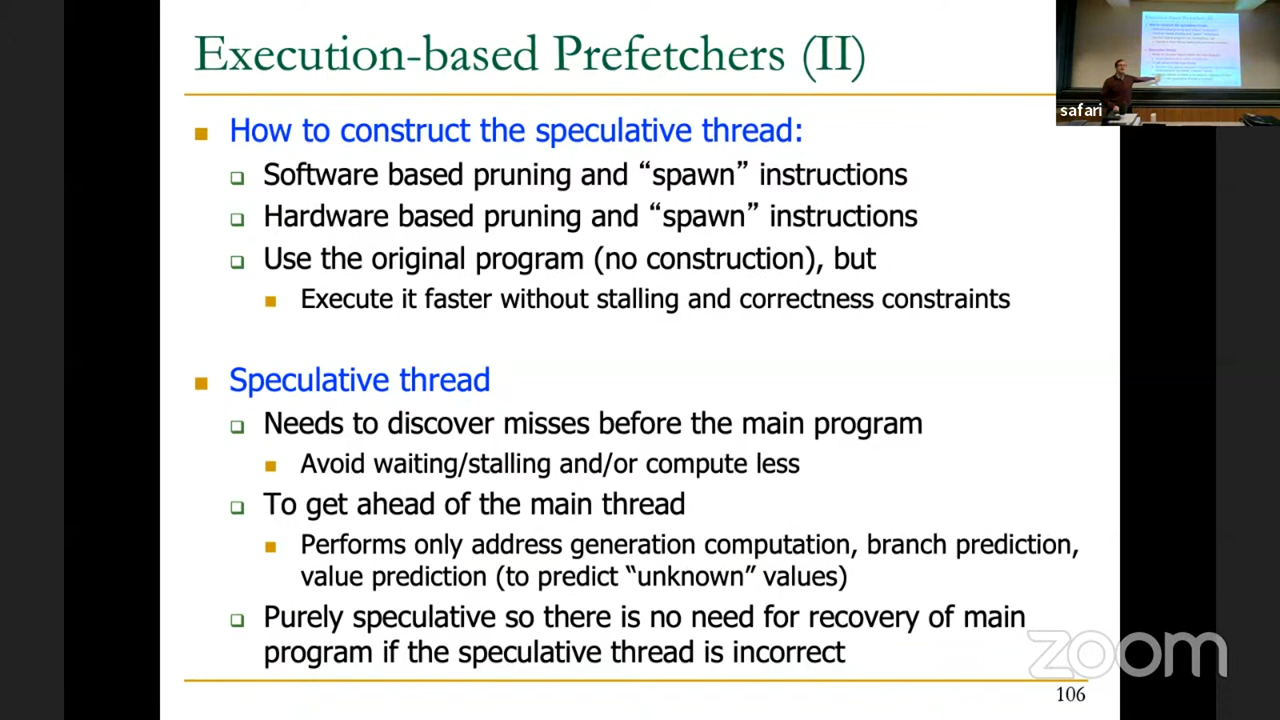 Execution-based Prefetchers (II)
safari
How to construct the speculative thread:
Software based pruning and “spawn” instructions
Hardware based pruning and “spawn” instructions
Use the original program (no construction), but
Execute it faster without stalling and correctness constraints
Speculative thread
Needs to discover misses before the main program
Avoid waiting/stalling and/or compute less
To get ahead of the main thread
Performs only address generation computation, branch prediction,
value prediction (to predict “unknown” values)
Purely speculative so there is no need for recovery of main
program if the speculative thread is incorrect
zoom
106